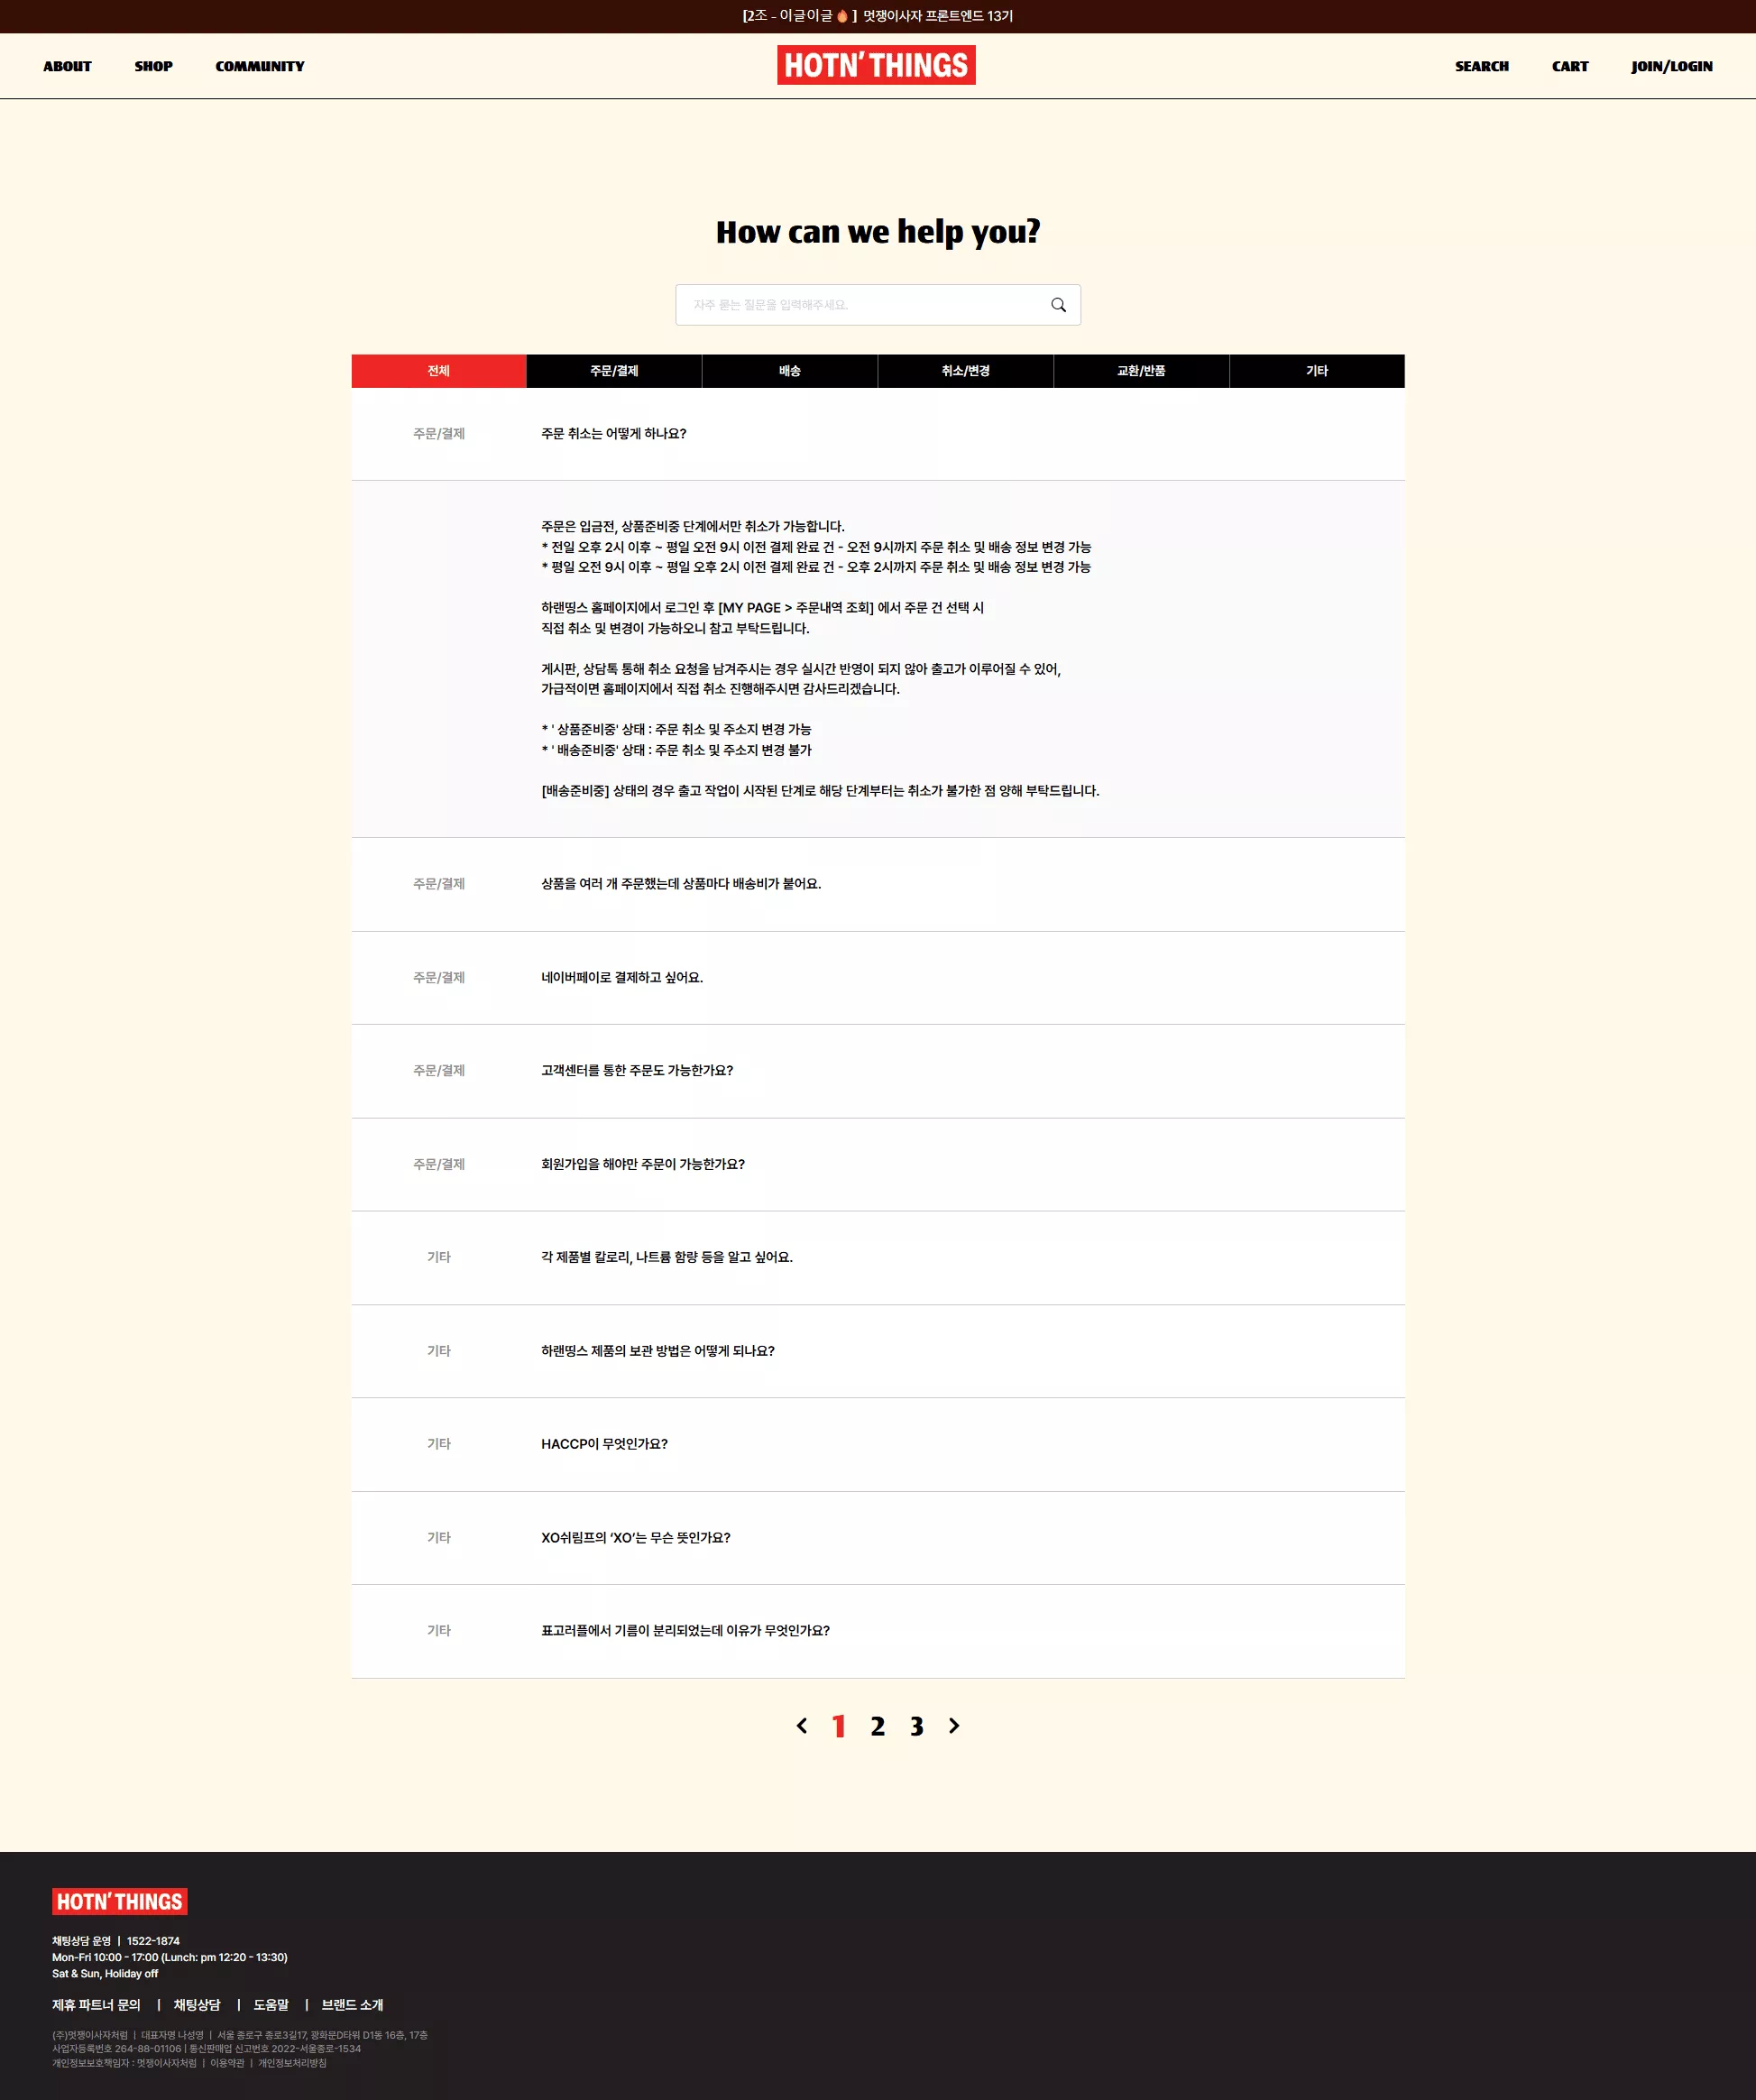 [2조 - 이글이글🔥 ] 멋쟁이사자 프론트엔드 13기
ABOUT SHOP COMMUNITY HOTN' THINGS SEARCH CART JOIN/LOGIN
How can we help you?
자주 묻는 질문을 입력해주세요.
전체 주문/결제 배송 취소/변경 교환/반품 기타
주문/결제 주문 취소는 어떻게 하나요?
주문은 입금전, 상품준비중 단계에서만 취소가 가능합니다.
* 전일 오후 2시 이후 ~ 평일 오전 9시 이전 결제 완료 건 - 오전 9시까지 주문 취소 및 배송 정보 변경 가능
* 평일 오전 9시 이후 ~ 평일 오후 2시 이전 결제 완료 건 - 오후 2시까지 주문 취소 및 배송 정보 변경 가능
하랜띵스 홈페이지에서 로그인 후 [MY PAGE > 주문내역 조회] 에서 주문 건 선택 시
직접 취소 및 변경이 가능하오니 참고 부탁드립니다.
게시판, 상담톡 통해 취소 요청을 남겨주시는 경우 실시간 반영이 되지 않아 출고가 이루어질 수 있어,
가급적이면 홈페이지에서 직접 취소 진행해주시면 감사드리겠습니다.
* ' 상품준비중' 상태 : 주문 취소 및 주소지 변경 가능
* ' 배송준비중' 상태 : 주문 취소 및 주소지 변경 불가
[배송준비중] 상태의 경우 출고 작업이 시작된 단계로 해당 단계부터는 취소가 불가한 점 양해 부탁드립니다.
주문/결제 상품을 여러 개 주문했는데 상품마다 배송비가 붙어요.
주문/결제 네이버페이로 결제하고 싶어요.
주문/결제 고객센터를 통한 주문도 가능한가요?
주문/결제 회원가입을 해야만 주문이 가능한가요?
기타 각 제품별 칼로리, 나트륨 함량 등을 알고 싶어요.
기타 하랜띵스 제품의 보관 방법은 어떻게 되나요?
기타 HACCP이 무엇인가요?
기타 XO쉬림프의 ‘XO’는 무슨 뜻인가요?
기타 표고러플에서 기름이 분리되었는데 이유가 무엇인가요?
1 2 3
HOTN' THINGS
채팅상담 운영 | 1522-1874
Mon-Fri 10:00 - 17:00 (Lunch: pm 12:20 - 13:30)
Sat & Sun, Holiday off
제휴 파트너 문의 | 채팅상담 | 도움말 | 브랜드 소개
(주)멋쟁이사자처럼 | 대표자명 나성영 | 서울 종로구 종로3길17, 광화문D타워 D1동 16층, 17층
사업자등록번호 264-88-01106 | 통신판매업 신고번호 2022-서울종로-1534
개인정보보호책임자 : 멋쟁이사자처럼 | 이용약관 | 개인정보처리방침